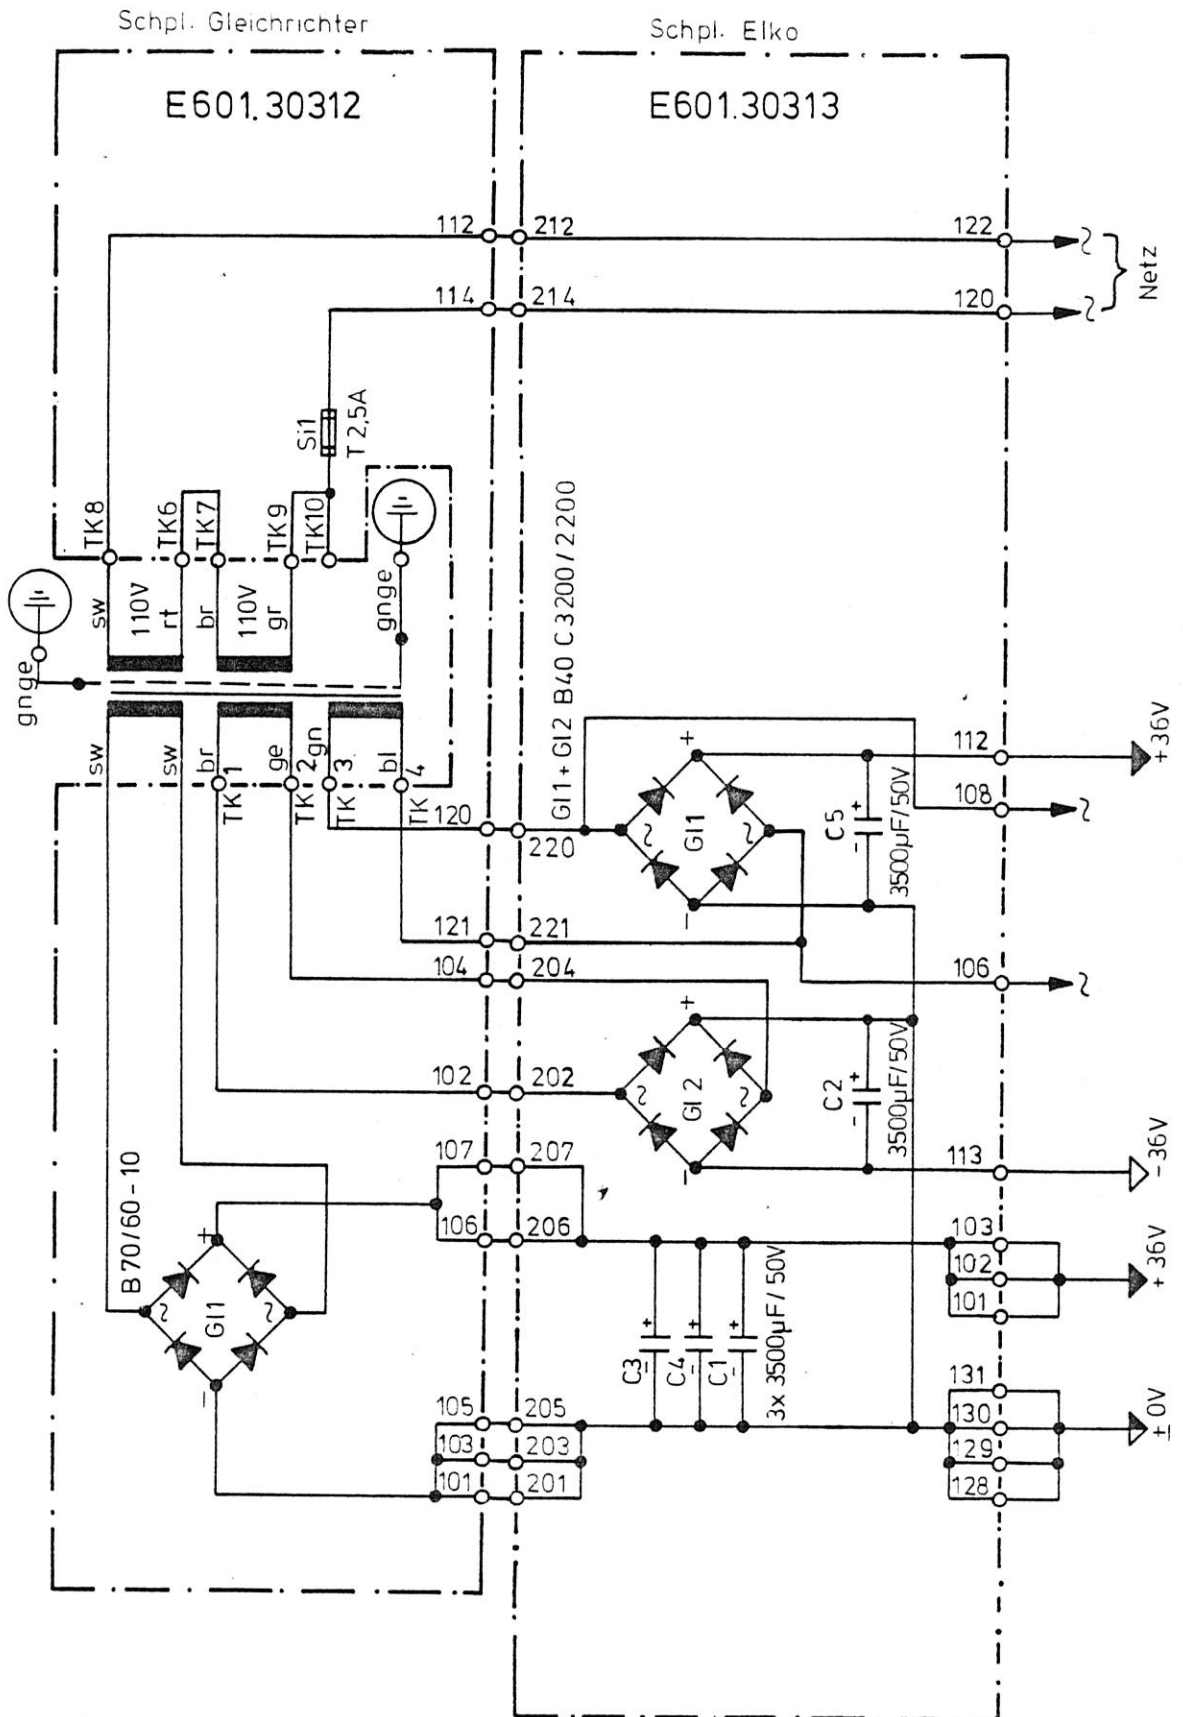 Schpl. Gleichrichter
Schpl. Elko
E601.30312
E601.30313
112
212
122
114
214
120
Netz
Si1
T 2,5A
TK8
TK6
TK7
TK9
TK10
gnge
sw
110V
rt
br
110V
gr
gnge
sw
sw
br
ge
gn
bl
TK 1
TK 2
TK 3
TK 4
Gl1 + Gl2 B40 C3200/2200
120
220
Gl1
+
-
C5
+
-
3500µF/50V
112
+36V
108
121
221
104
204
106
102
202
Gl2
+
-
C2
+
-
3500µF/50V
113
-36V
107
207
106
206
B70/60-10
Gl1
+
-
C3
+
-
C4
+
-
C1
+
-
3x 3500µF/50V
103
102
101
+36V
105
205
103
203
101
201
131
130
129
128
±0V